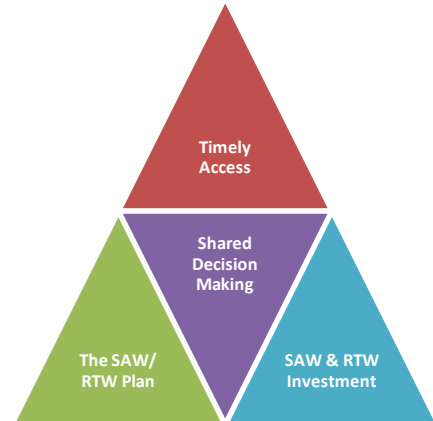 Timely
Access
Shared
Decision
Making
The SAW/
RTW Plan
SAW & RTW
Investment